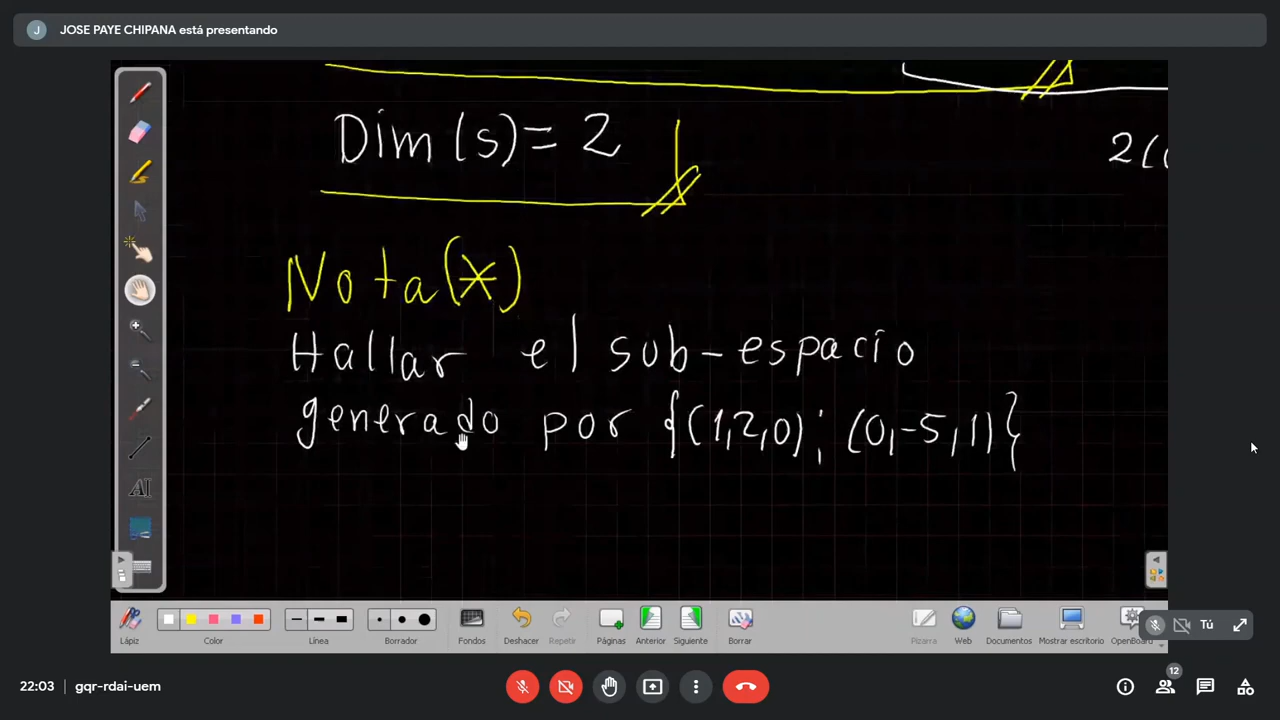 J JOSE PAYE CHIPANA está presentando
Dim(s)= 2
2(
Nota(*)
Hallar el sub-espacio
generado por {(1,2,0); (0,-5,1)}
Lápiz Color Línea Borrador Fondos Deshacer Repetir Páginas Anterior Siguiente Borrar Pizarra Web Documentos Mostrar escritorio OpenBoard
Tú
22:03 | gqr-rdai-uem
12